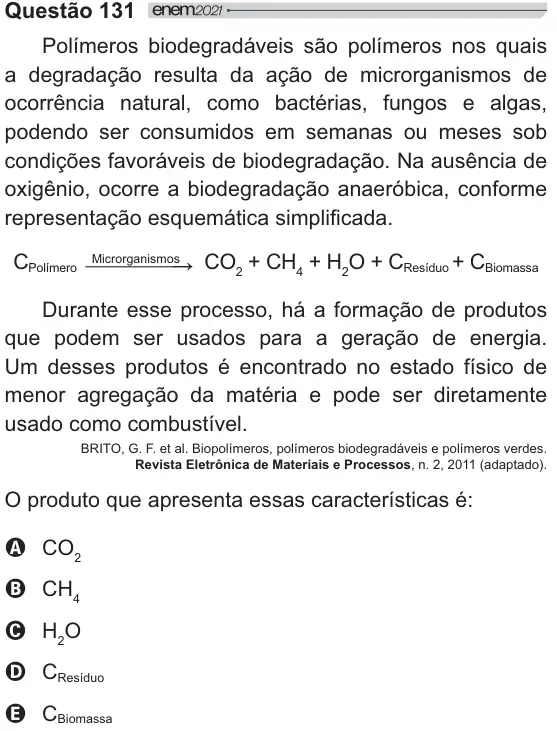 Questão 131 enem2021
Polímeros biodegradáveis são polímeros nos quais
a degradação resulta da ação de microrganismos de
ocorrência natural, como bactérias, fungos e algas,
podendo ser consumidos em semanas ou meses sob
condições favoráveis de biodegradação. Na ausência de
oxigênio, ocorre a biodegradação anaeróbica, conforme
representação esquemática simplificada.
C_Polímero —Microrganismos→ CO₂ + CH₄ + H₂O + C_Resíduo + C_Biomassa
Durante esse processo, há a formação de produtos
que podem ser usados para a geração de energia.
Um desses produtos é encontrado no estado físico de
menor agregação da matéria e pode ser diretamente
usado como combustível.
BRITO, G. F. et al. Biopolímeros, polímeros biodegradáveis e polímeros verdes.
Revista Eletrônica de Materiais e Processos, n. 2, 2011 (adaptado).
O produto que apresenta essas características é:
A CO₂
B CH₄
C H₂O
D C_Resíduo
E C_Biomassa